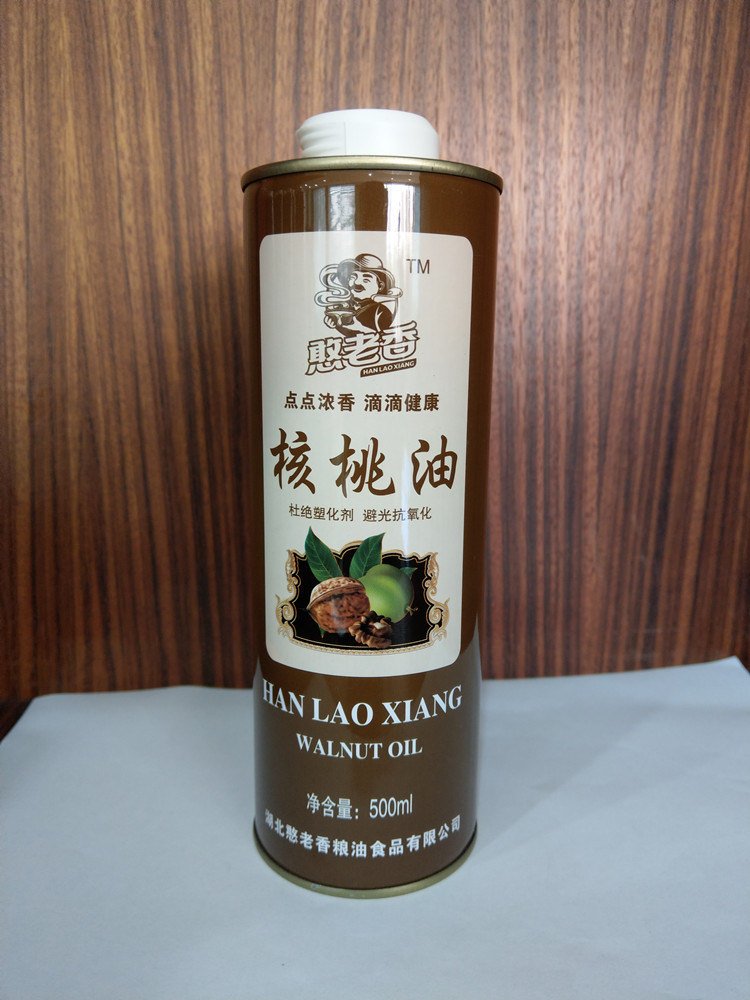 TM
憨老香
HAN LAO XIANG
点点浓香 滴滴健康
核桃油
杜绝塑化剂 避光抗氧化
HAN LAO XIANG
WALNUT OIL
净含量：500ml
湖北憨老香粮油食品有限公司